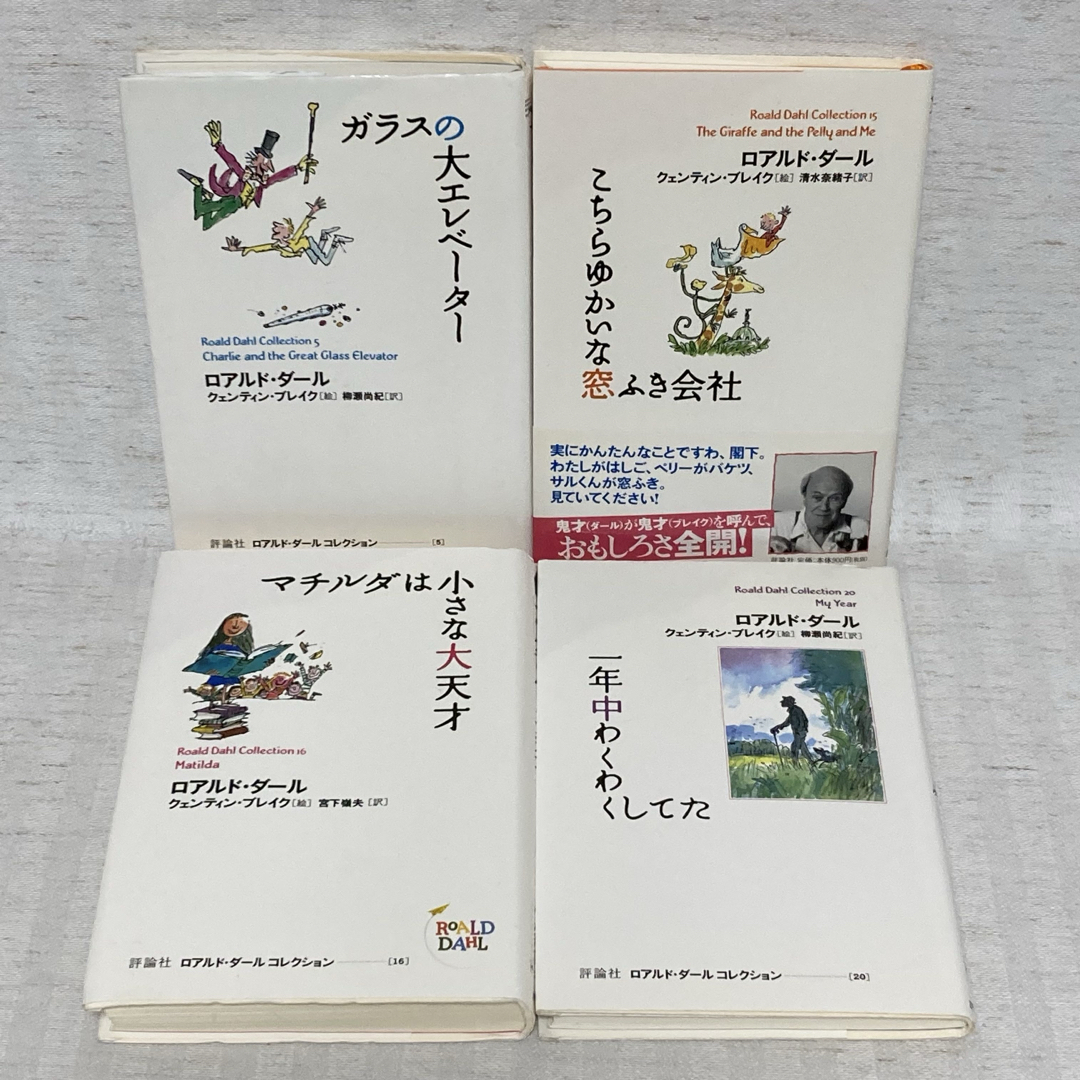 ガラスの
大エレベーター
Roald Dahl Collection 5
Charlie and the Great Glass Elevator
ロアルド・ダール
クェンティン・ブレイク[絵] 柳瀬尚紀[訳]
評論社 ロアルド・ダール コレクション [5]
Roald Dahl Collection 15
The Giraffe and the Pelly and Me
ロアルド・ダール
クェンティン・ブレイク[絵] 清水奈緒子[訳]
こちらゆかいな
窓ふき会社
実にかんたんなことですわ、閣下。
わたしがはしご、ペリーがバケツ、
サルくんが窓ふき。
見ていてください!
鬼才(ダール)が鬼才(ブレイク)を呼んで、
おもしろさ全開!
評論社 定価 本体900円(税別)
マチルダは
小さな大天才
Roald Dahl Collection 16
Matilda
ロアルド・ダール
クェンティン・ブレイク[絵] 宮下嶺夫[訳]
ROALD
DAHL
評論社 ロアルド・ダール コレクション [16]
Roald Dahl Collection 20
My Year
ロアルド・ダール
クェンティン・ブレイク[絵] 柳瀬尚紀[訳]
一年中わくわ
くしてた
評論社 ロアルド・ダール コレクション [20]